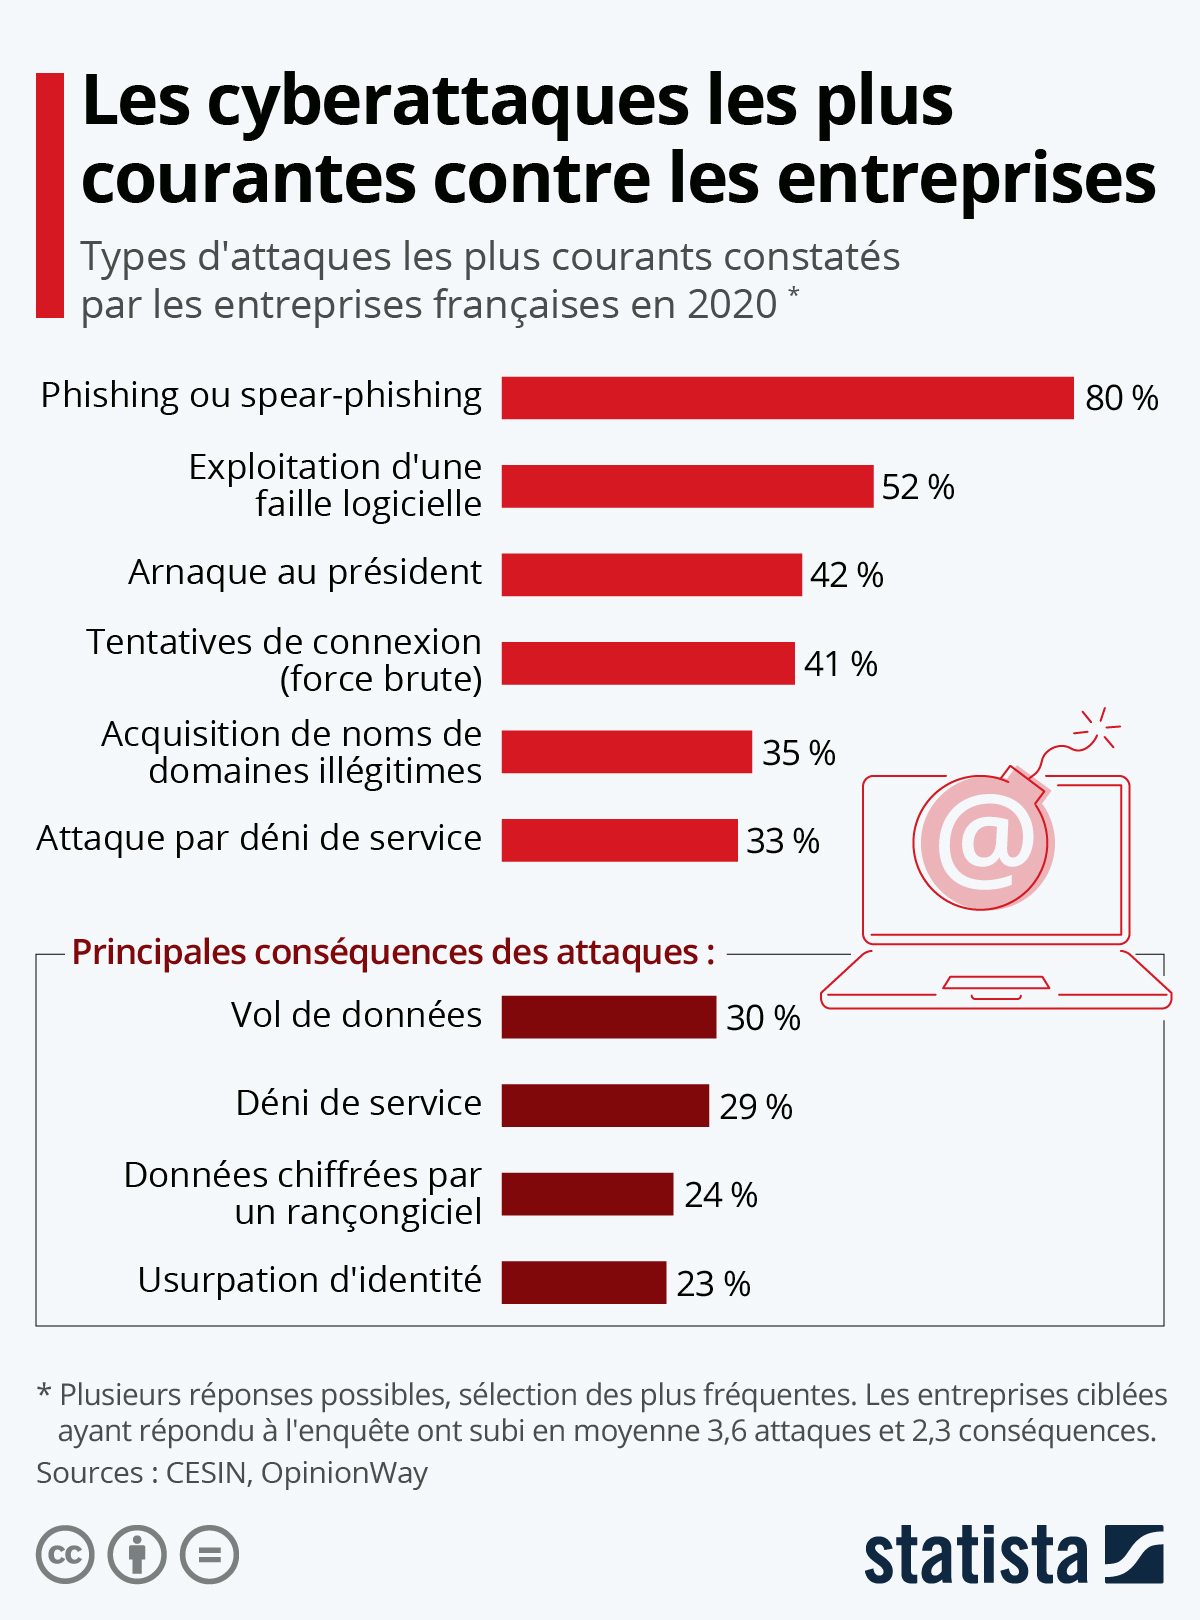 Les cyberattaques les plus
courantes contre les entreprises
Types d'attaques les plus courants constatés
par les entreprises françaises en 2020 *
Phishing ou spear-phishing
80 %
Exploitation d'une
faille logicielle
52 %
Arnaque au président
42 %
Tentatives de connexion
(force brute)
41 %
Acquisition de noms de
domaines illégitimes
35 %
Attaque par déni de service
33 %
@
Principales conséquences des attaques :
Vol de données
30 %
Déni de service
29 %
Données chiffrées par
un rançongiciel
24 %
Usurpation d'identité
23 %
* Plusieurs réponses possibles, sélection des plus fréquentes. Les entreprises ciblées
ayant répondu à l'enquête ont subi en moyenne 3,6 attaques et 2,3 conséquences.
Sources : CESIN, OpinionWay
cc
=
statista